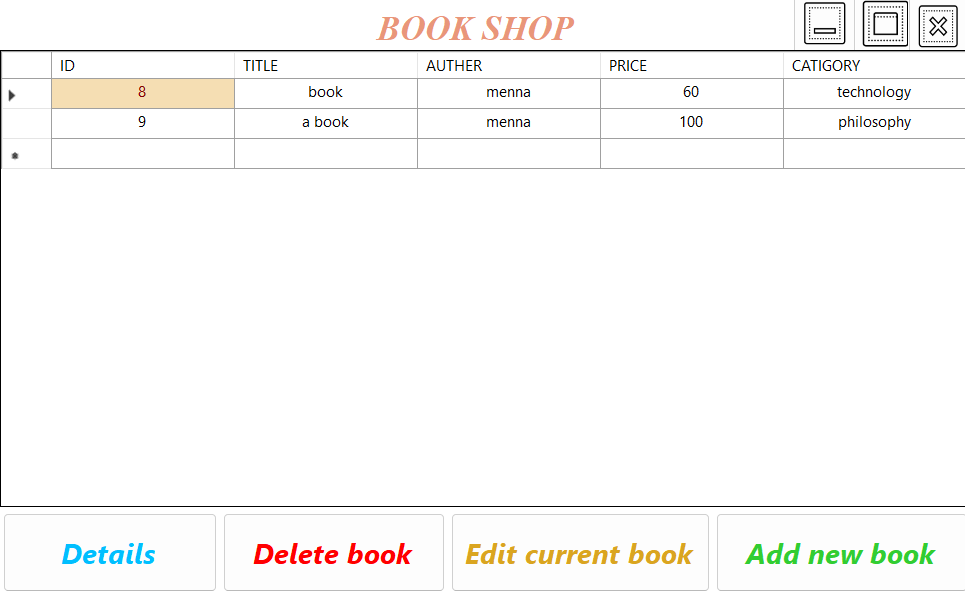 BOOK SHOP
ID TITLE AUTHER PRICE CATIGORY
8 book menna 60 technology
9 a book menna 100 philosophy
Details Delete book Edit current book Add new book